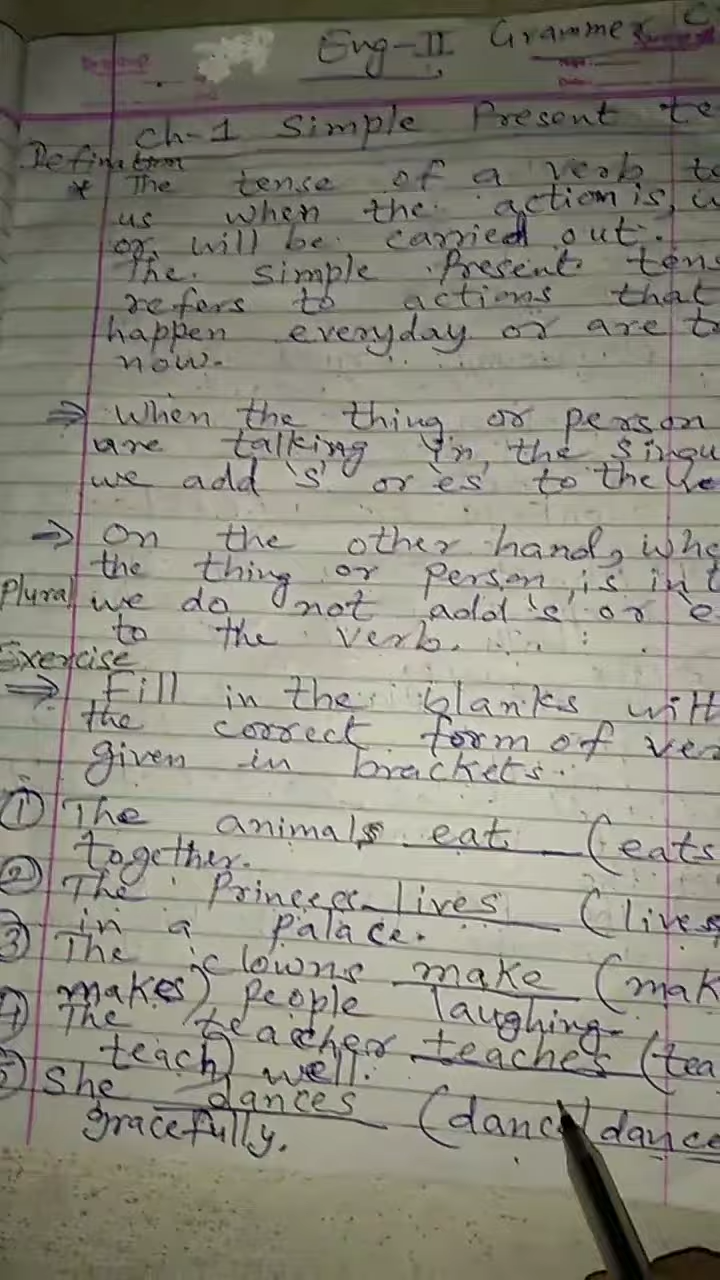 Eng-II Grammer C
Ch-1 Simple Present te
Defination
* The tense of a verb te
us when the action is, w
or will be carried out.
The simple Present tens
refers to actions that
happen everyday or are t
now.
⇒ When the thing or person
are talking in the singu
we add 's' or 'es' to the ve
⇒ On the other hand, whe
the thing or person is in t
Plural we do not add 's' or 'e
to the verb.
Exercise
⇒ Fill in the blanks with
the correct form of ver
given in brackets.
① The animals eat (eats
together.
② The Princess lives (lives
in a palace.
3 The clowns make (mak
makes) People laughing
4 The teacher teaches (tea
teach) well.
5 She dances (dance/dance
gracefully.